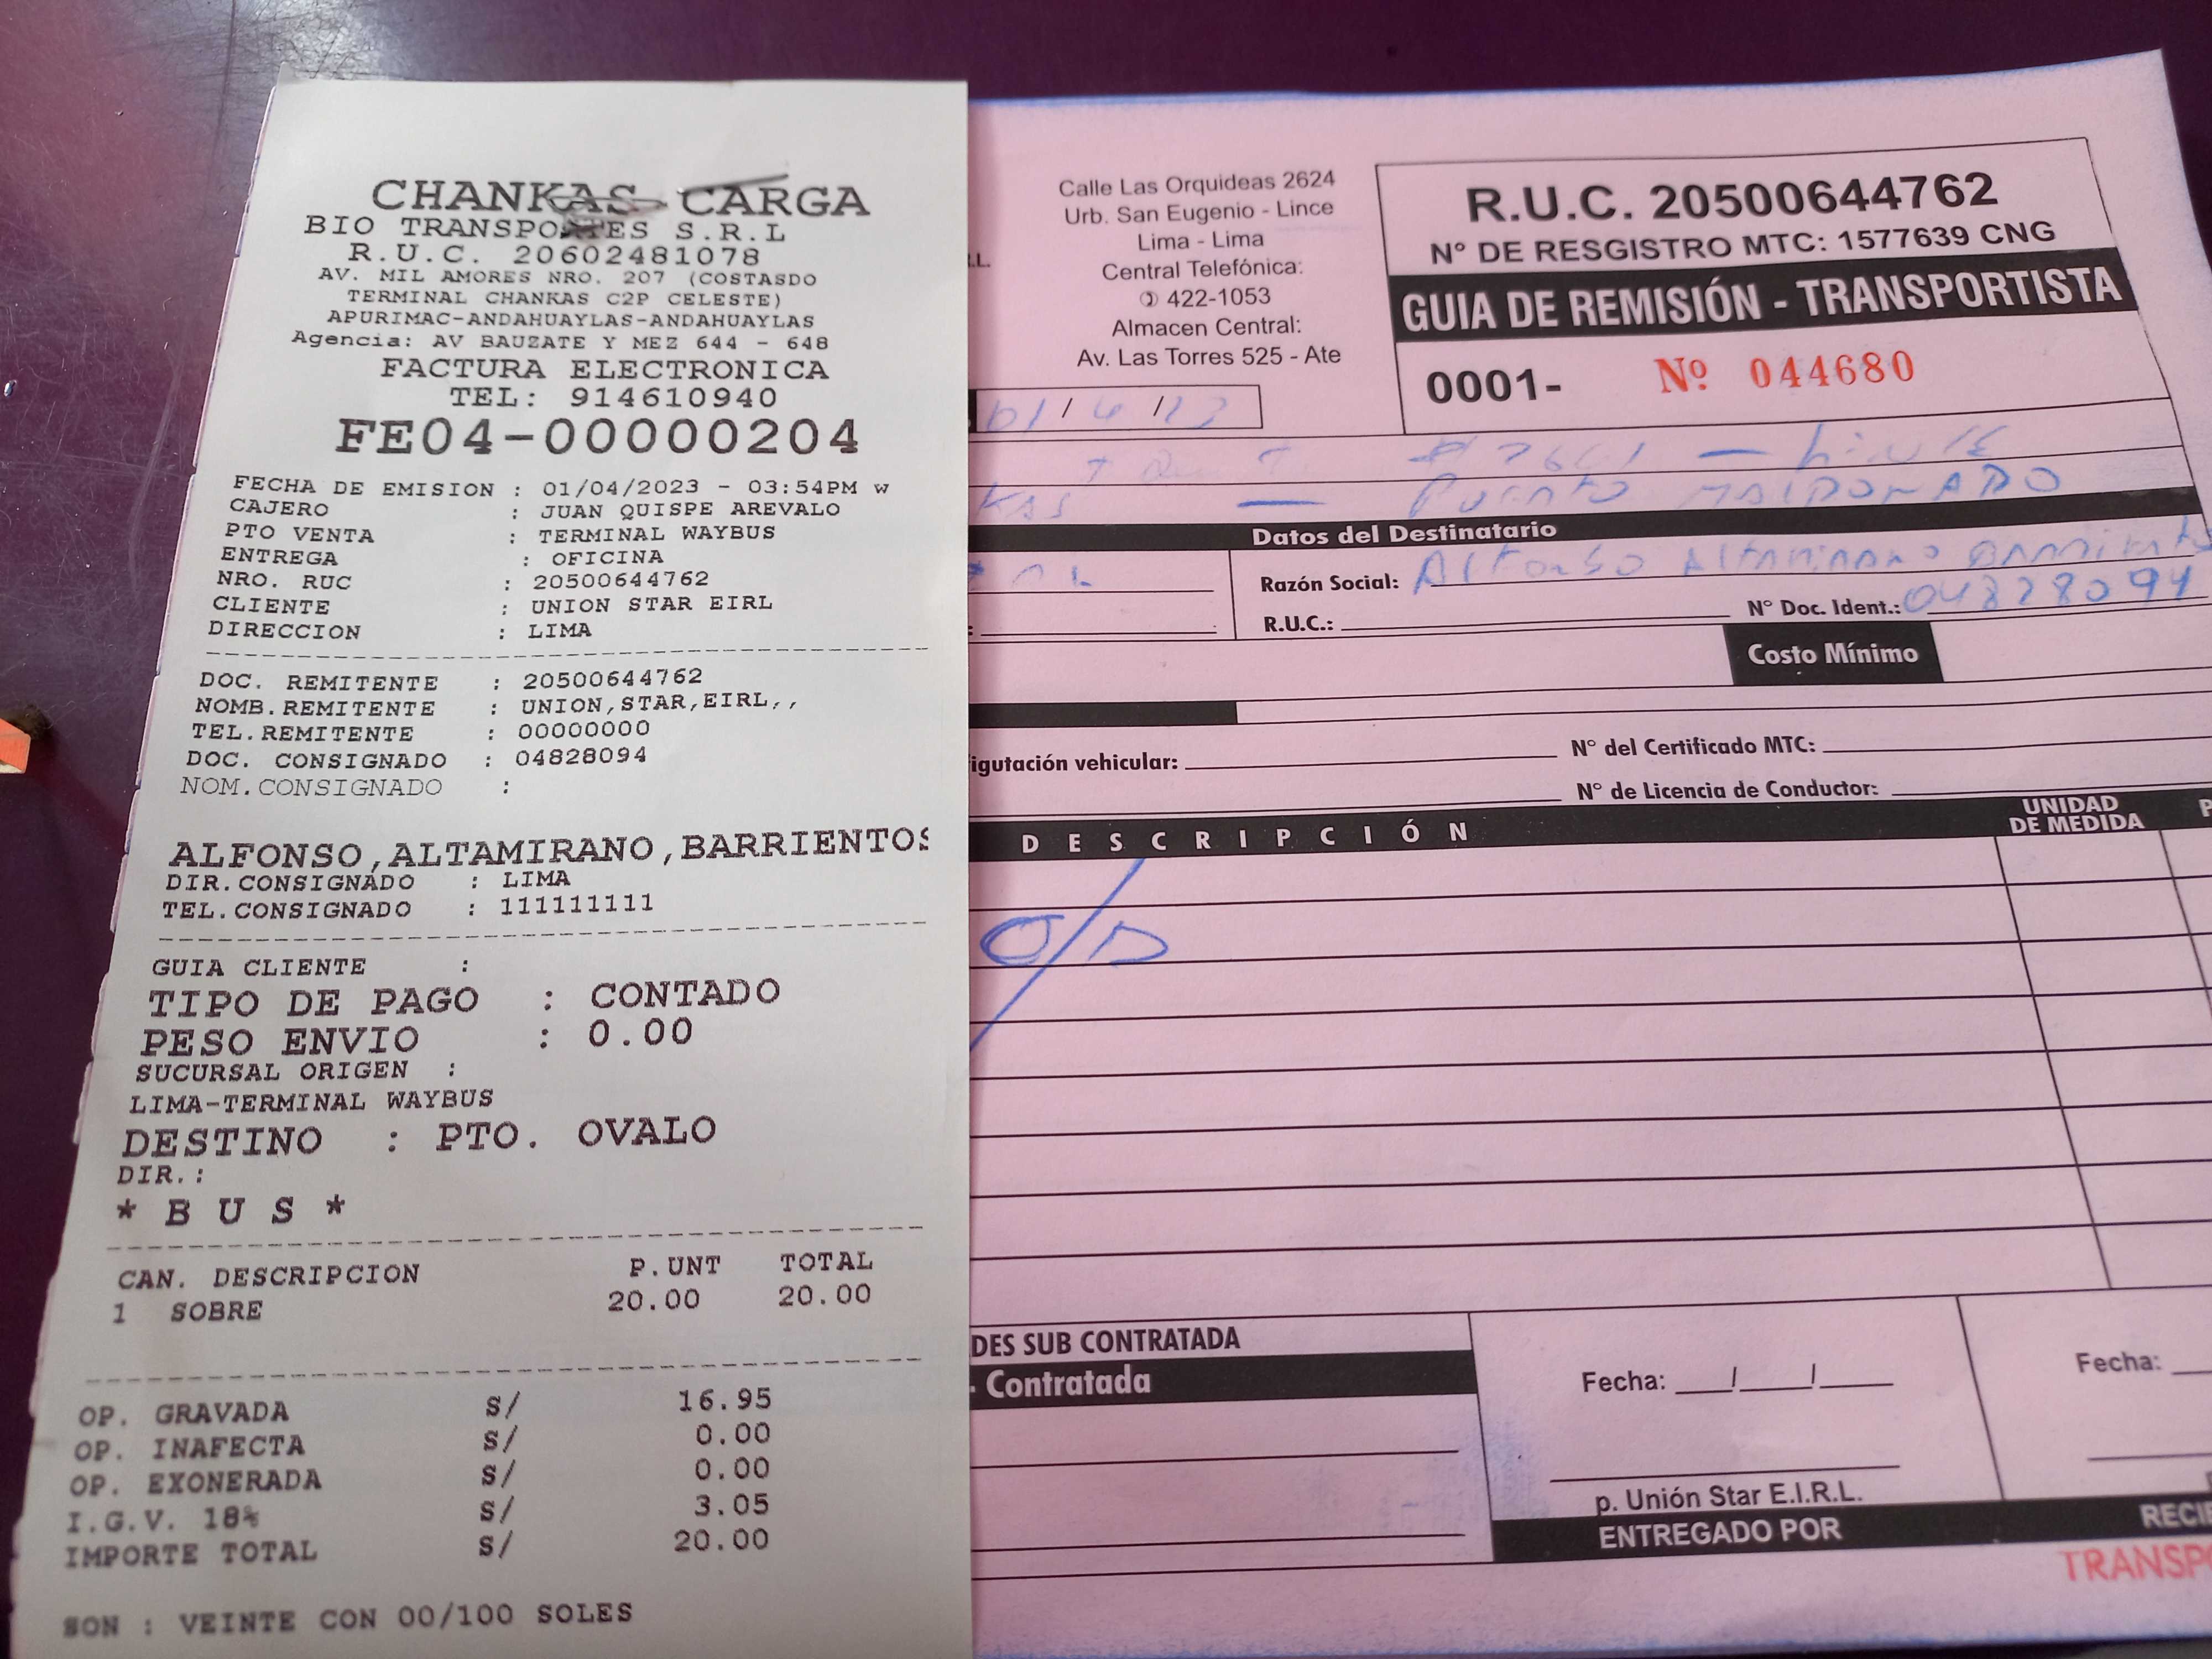 CHANKAS CARGA
BIO TRANSPORTES S.R.L
R.U.C. 20602481078
AV. MIL AMORES NRO. 207 (COSTASDO
TERMINAL CHANKAS C2P CELESTE)
APURIMAC-ANDAHUAYLAS-ANDAHUAYLAS
Agencia: AV BAUZATE Y MEZ 644 - 648
FACTURA ELECTRONICA
TEL: 914610940
FE04-00000204
FECHA DE EMISION : 01/04/2023 - 03:54PM w
CAJERO : JUAN QUISPE AREVALO
PTO VENTA : TERMINAL WAYBUS
ENTREGA : OFICINA
NRO. RUC : 20500644762
CLIENTE : UNION STAR EIRL
DIRECCION : LIMA
DOC. REMITENTE : 20500644762
NOMB.REMITENTE : UNION,STAR,EIRL,,
TEL.REMITENTE : 00000000
DOC. CONSIGNADO : 04828094
NOM.CONSIGNADO :
ALFONSO,ALTAMIRANO,BARRIENTOS
DIR.CONSIGNADO : LIMA
TEL.CONSIGNADO : 111111111
GUIA CLIENTE :
TIPO DE PAGO : CONTADO
PESO ENVIO : 0.00
SUCURSAL ORIGEN :
LIMA-TERMINAL WAYBUS
DESTINO : PTO. OVALO
DIR.:
* B U S *
CAN. DESCRIPCION P.UNT TOTAL
1 SOBRE 20.00 20.00
OP. GRAVADA S/ 16.95
OP. INAFECTA S/ 0.00
OP. EXONERADA S/ 0.00
I.G.V. 18% S/ 3.05
IMPORTE TOTAL S/ 20.00
SON : VEINTE CON 00/100 SOLES
Calle Las Orquideas 2624
Urb. San Eugenio - Lince
Lima - Lima
Central Telefónica:
422-1053
Almacen Central:
Av. Las Torres 525 - Ate
R.U.C. 20500644762
N° DE RESGISTRO MTC: 1577639 CNG
GUIA DE REMISIÓN - TRANSPORTISTA
0001- Nº 044680
KAS — Puerto MALDONADO
Datos del Destinatario
Razón Social: Alfonso Altamirano Barrientos
R.U.C.: N° Doc. Ident.: 04828094
Costo Mínimo
igutación vehicular: N° del Certificado MTC:
N° de Licencia de Conductor:
DESCRIPCIÓN UNIDAD DE MEDIDA P
O/D
DES SUB CONTRATADA
Contratada
Fecha: / /
Fecha:
p. Unión Star E.I.R.L.
ENTREGADO POR
RECI
TRANSP